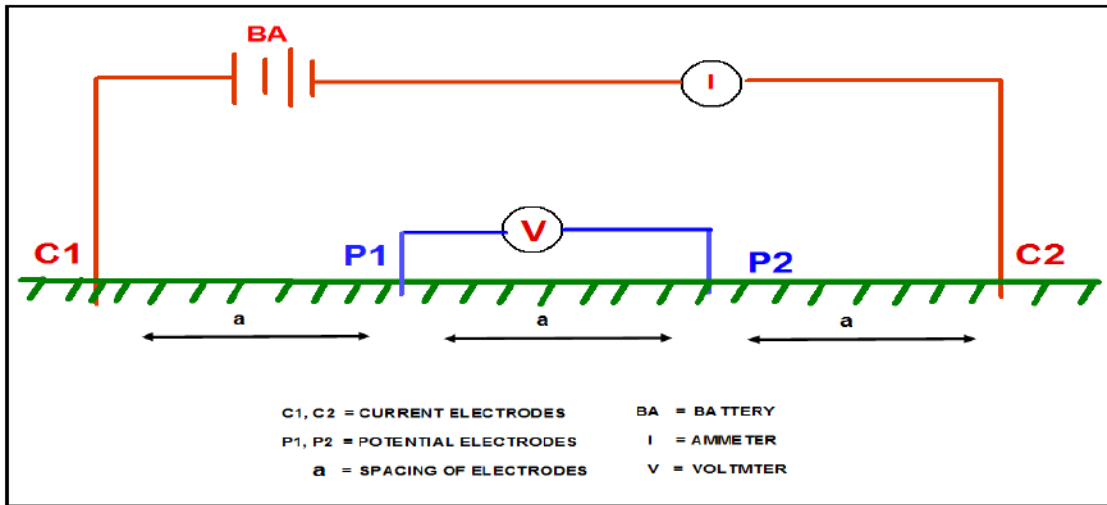 BA
I
V
C1
P1
P2
C2
a
a
a
C1, C2 = CURRENT ELECTRODES
BA = BATTERY
P1, P2 = POTENTIAL ELECTRODES
I = AMMETER
a = SPACING OF ELECTRODES
V = VOLTMTER